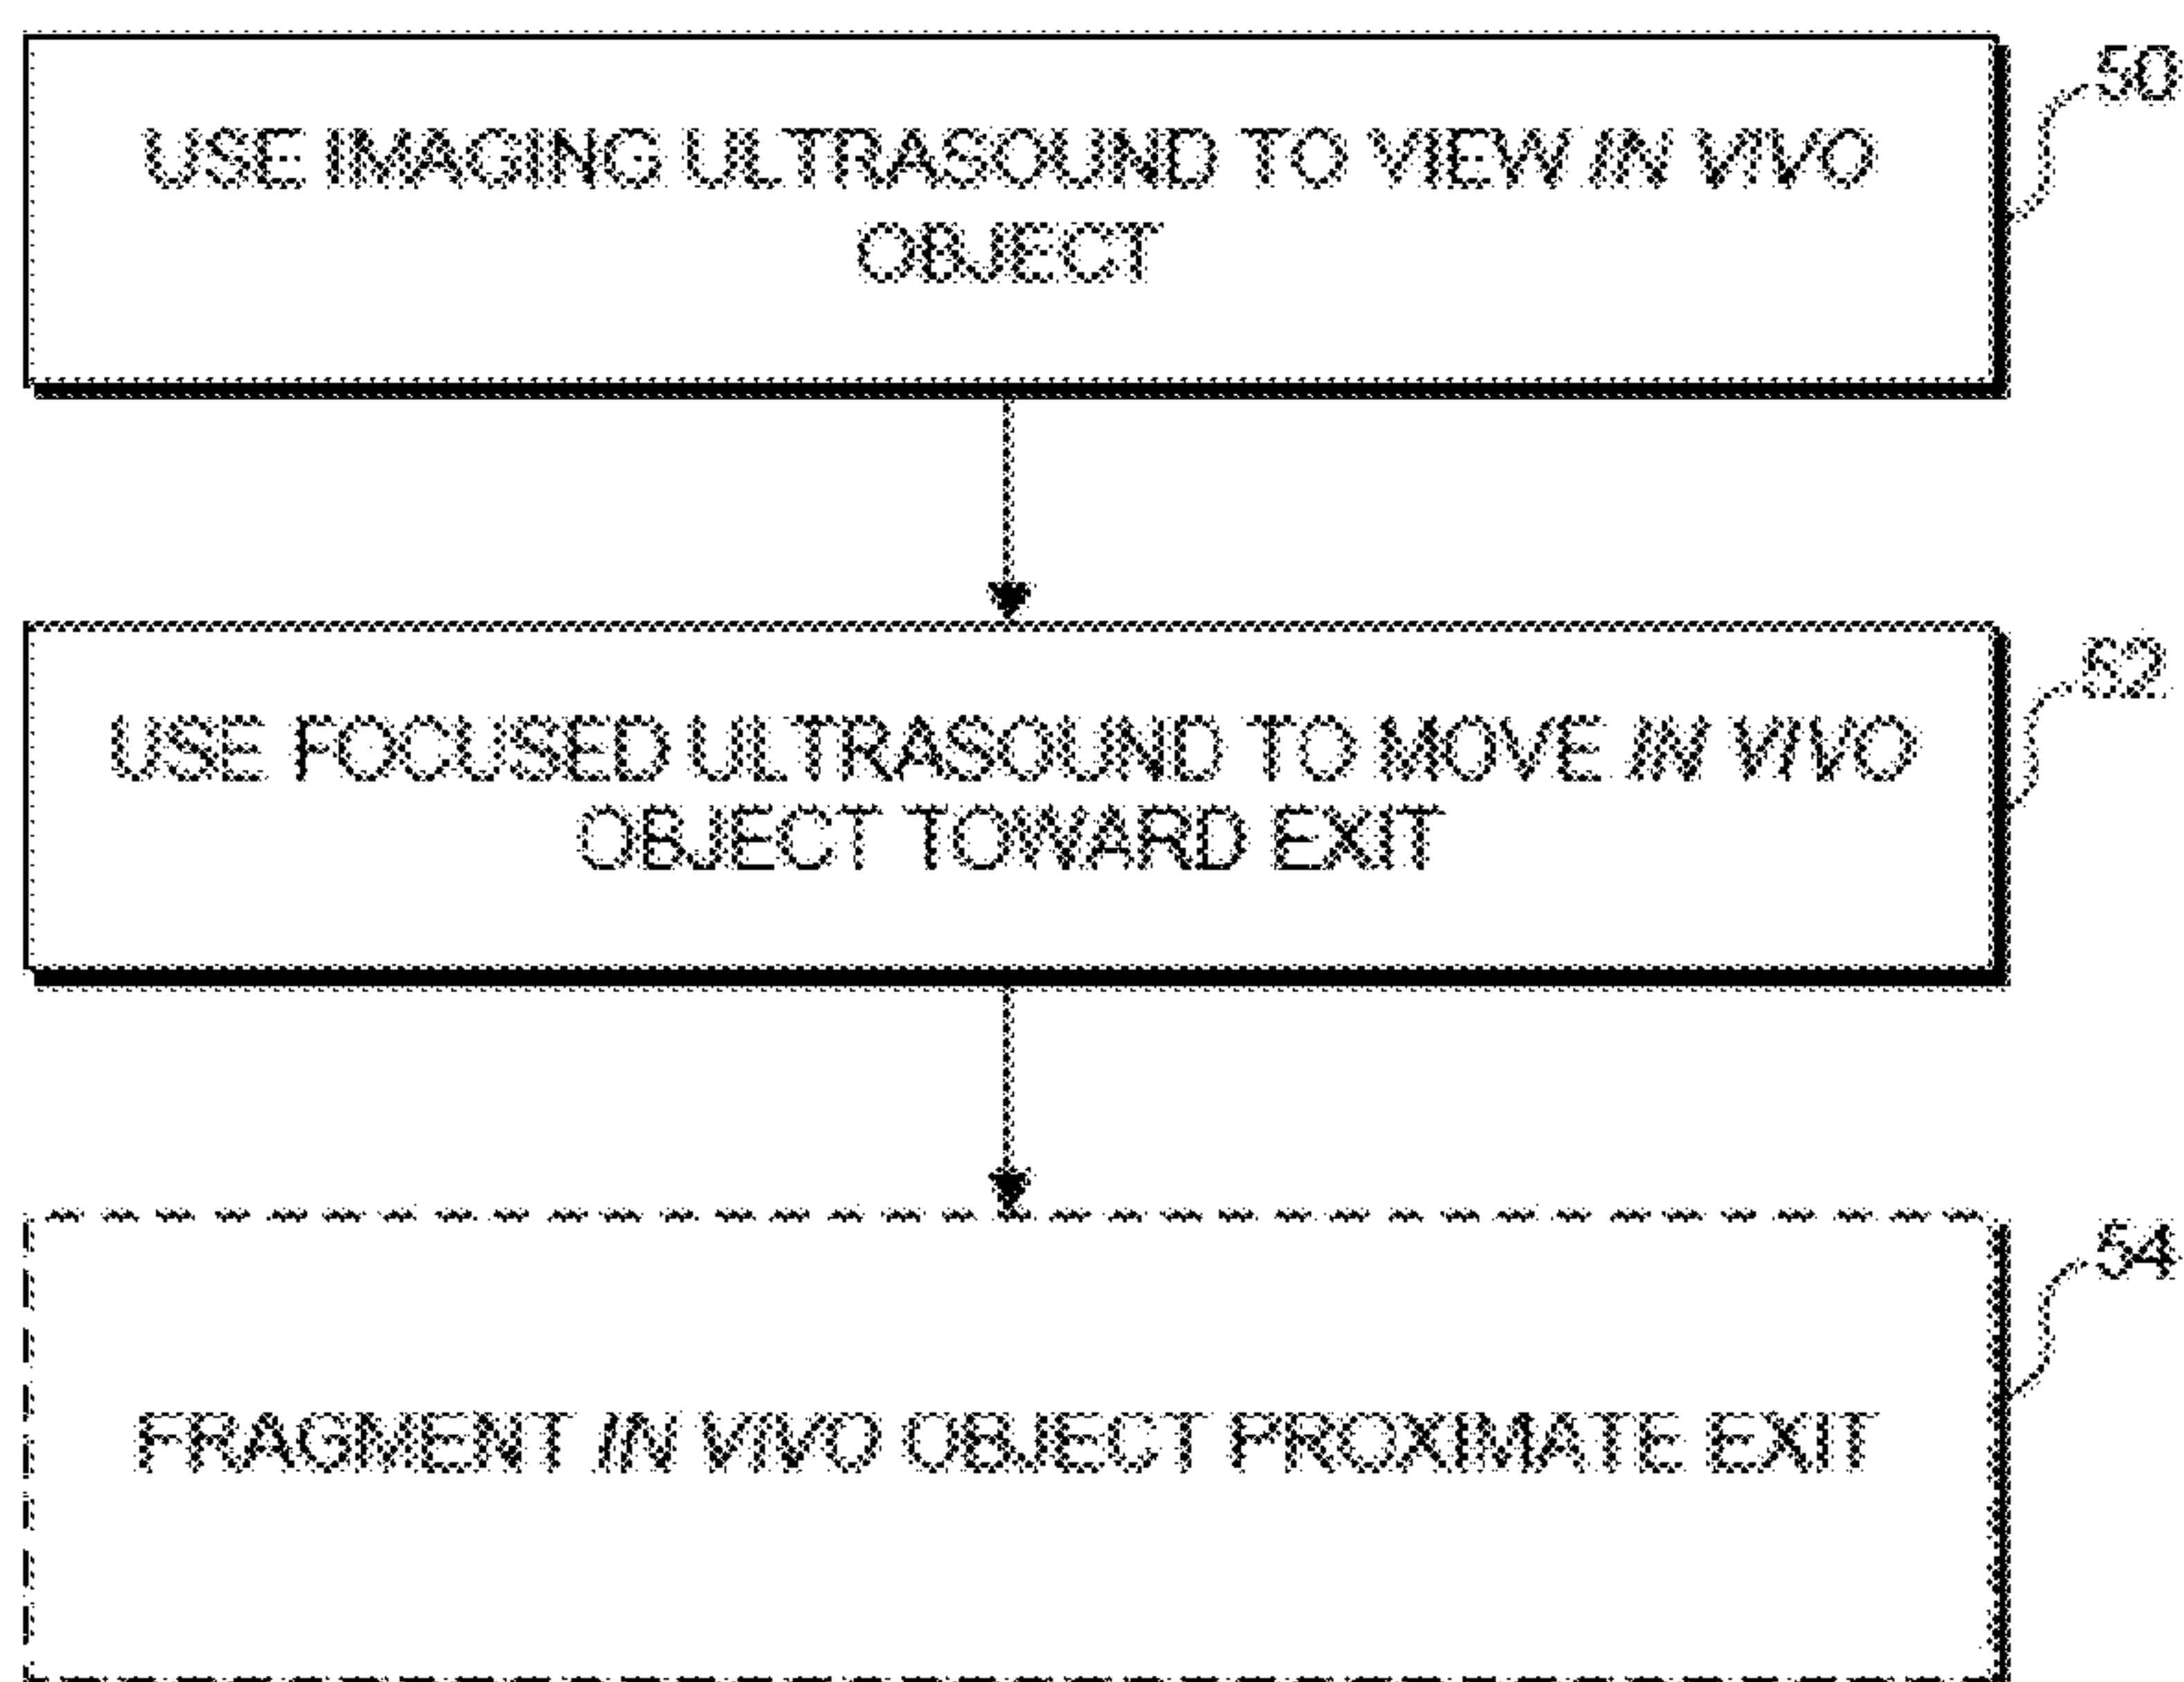 50
USE IMAGING ULTRASOUND TO VIEW IN VIVO
OBJECT
52
USE FOCUSED ULTRASOUND TO MOVE IN VIVO
OBJECT TOWARD EXIT
54
FRAGMENT IN VIVO OBJECT PROXIMATE EXIT